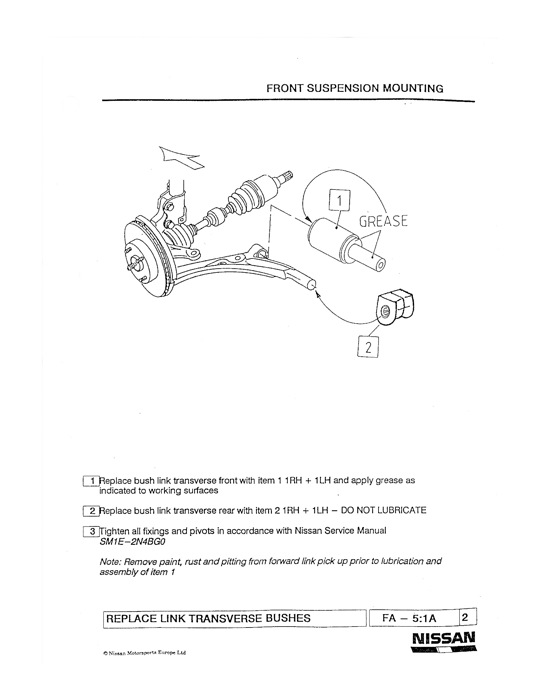 FRONT SUSPENSION MOUNTING
1
GREASE
2
1 Replace bush link transverse front with item 1 1RH + 1LH and apply grease as
indicated to working surfaces
2 Replace bush link transverse rear with item 2 1RH + 1LH – DO NOT LUBRICATE
3 Tighten all fixings and pivots in accordance with Nissan Service Manual
SM1E–2N4BG0
Note: Remove paint, rust and pitting from forward link pick up prior to lubrication and
assembly of item 1
REPLACE LINK TRANSVERSE BUSHES FA – 5:1A 2
© Nissan Motorsports Europe Ltd
NISSAN